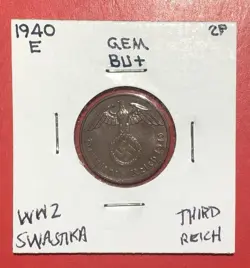 1940
E
GEM
BU+
2P
WW2
SWASTIKA
THIRD
REICH